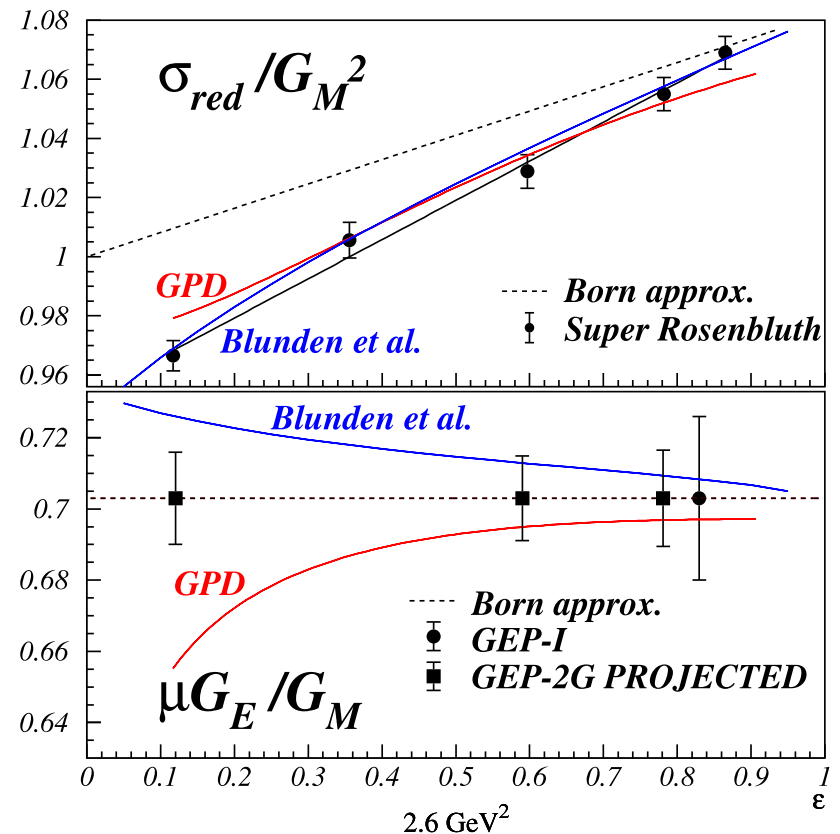 1.08
1.06
1.04
1.02
1
0.98
0.96
σred /GM2
GPD
Blunden et al.
Born approx.
Super Rosenbluth
0.72
0.7
0.68
0.66
0.64
Blunden et al.
GPD
Born approx.
GEP-I
GEP-2G PROJECTED
μGE /GM
0 0.1 0.2 0.3 0.4 0.5 0.6 0.7 0.8 0.9 1
ε
2.6 GeV2